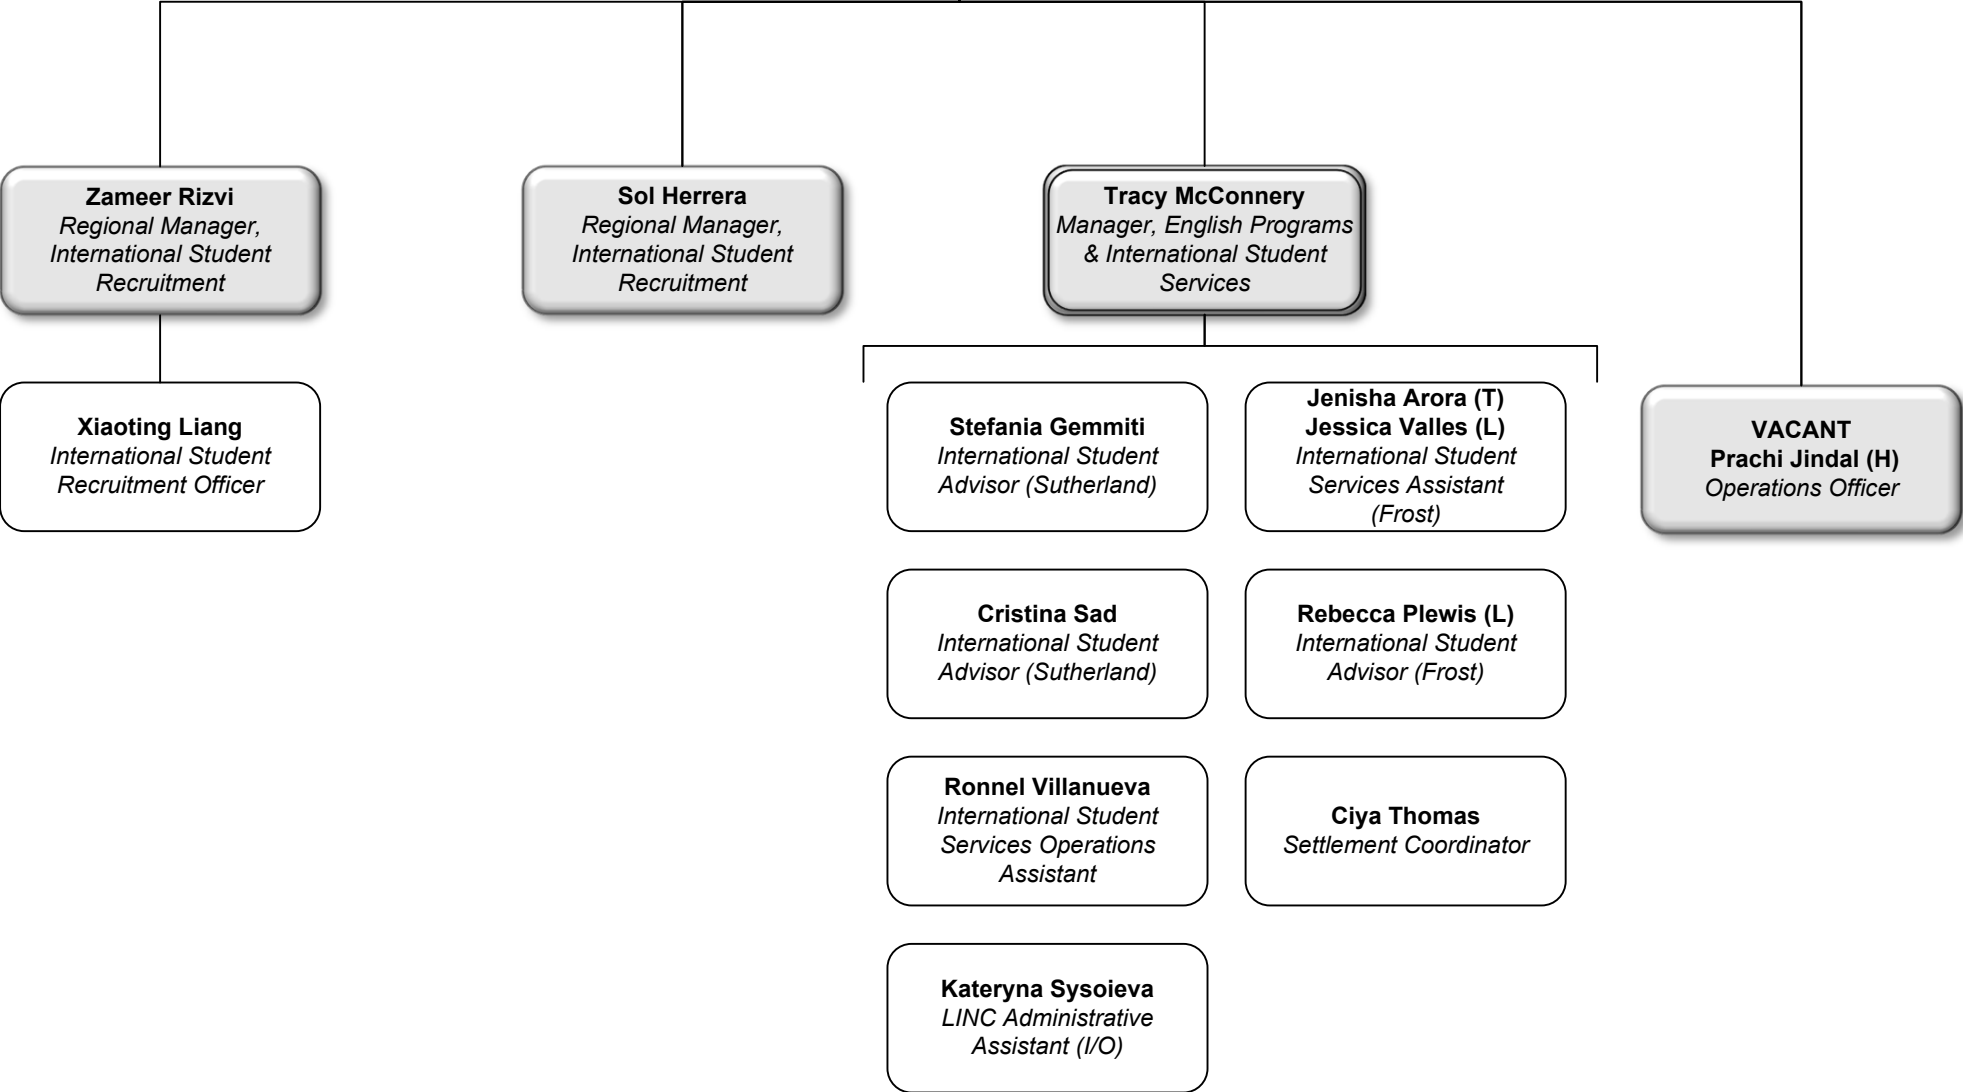 Zameer Rizvi
Regional Manager,
International Student
Recruitment
Sol Herrera
Regional Manager,
International Student
Recruitment
Tracy McConnery
Manager, English Programs
& International Student
Services
Xiaoting Liang
International Student
Recruitment Officer
Stefania Gemmiti
International Student
Advisor (Sutherland)
Jenisha Arora (T)
Jessica Valles (L)
International Student
Services Assistant
(Frost)
VACANT
Prachi Jindal (H)
Operations Officer
Cristina Sad
International Student
Advisor (Sutherland)
Rebecca Plewis (L)
International Student
Advisor (Frost)
Ronnel Villanueva
International Student
Services Operations
Assistant
Ciya Thomas
Settlement Coordinator
Kateryna Sysoieva
LINC Administrative
Assistant (I/O)